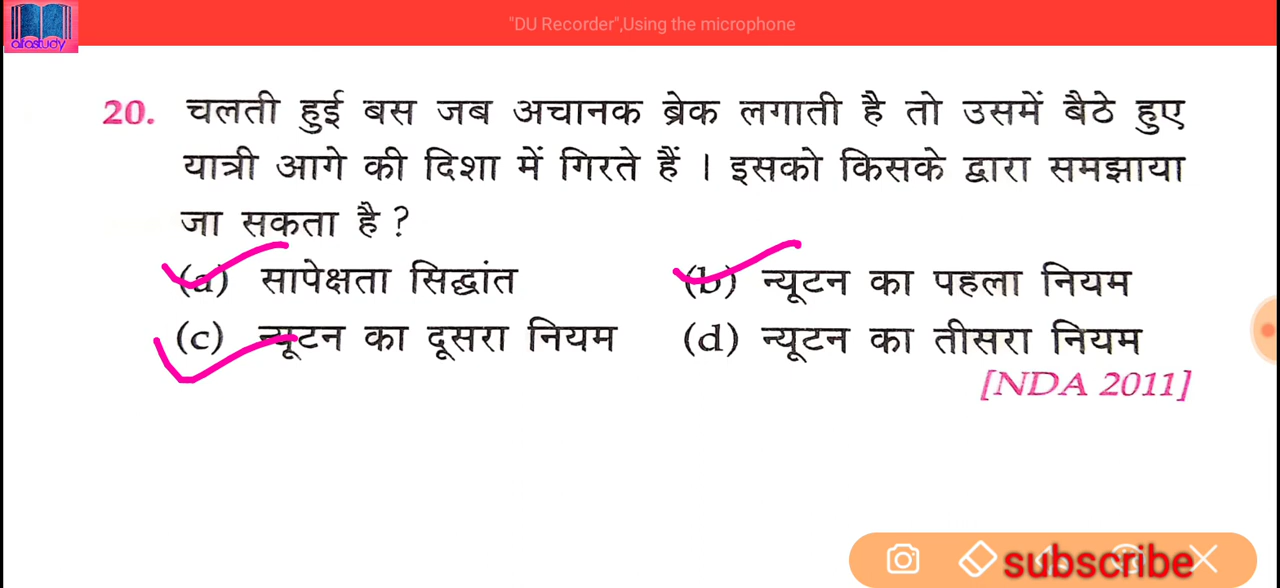 "DU Recorder",Using the microphone
alfastudy
20. चलती हुई बस जब अचानक ब्रेक लगाती है तो उसमें बैठे हुए
यात्री आगे की दिशा में गिरते हैं । इसको किसके द्वारा समझाया
जा सकता है ?
(a) सापेक्षता सिद्धांत (b) न्यूटन का पहला नियम
(c) न्यूटन का दूसरा नियम (d) न्यूटन का तीसरा नियम
[NDA 2011]
subscribe